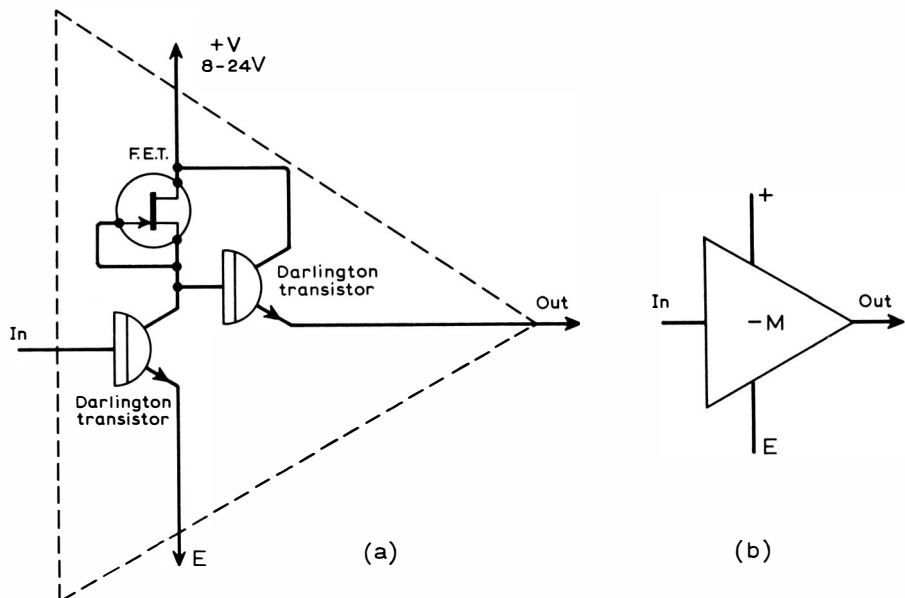 +V
8-24V
F.E.T.
Darlington
transistor
In
Out
Darlington
transistor
E
(a)
+
In
-M
Out
E
(b)